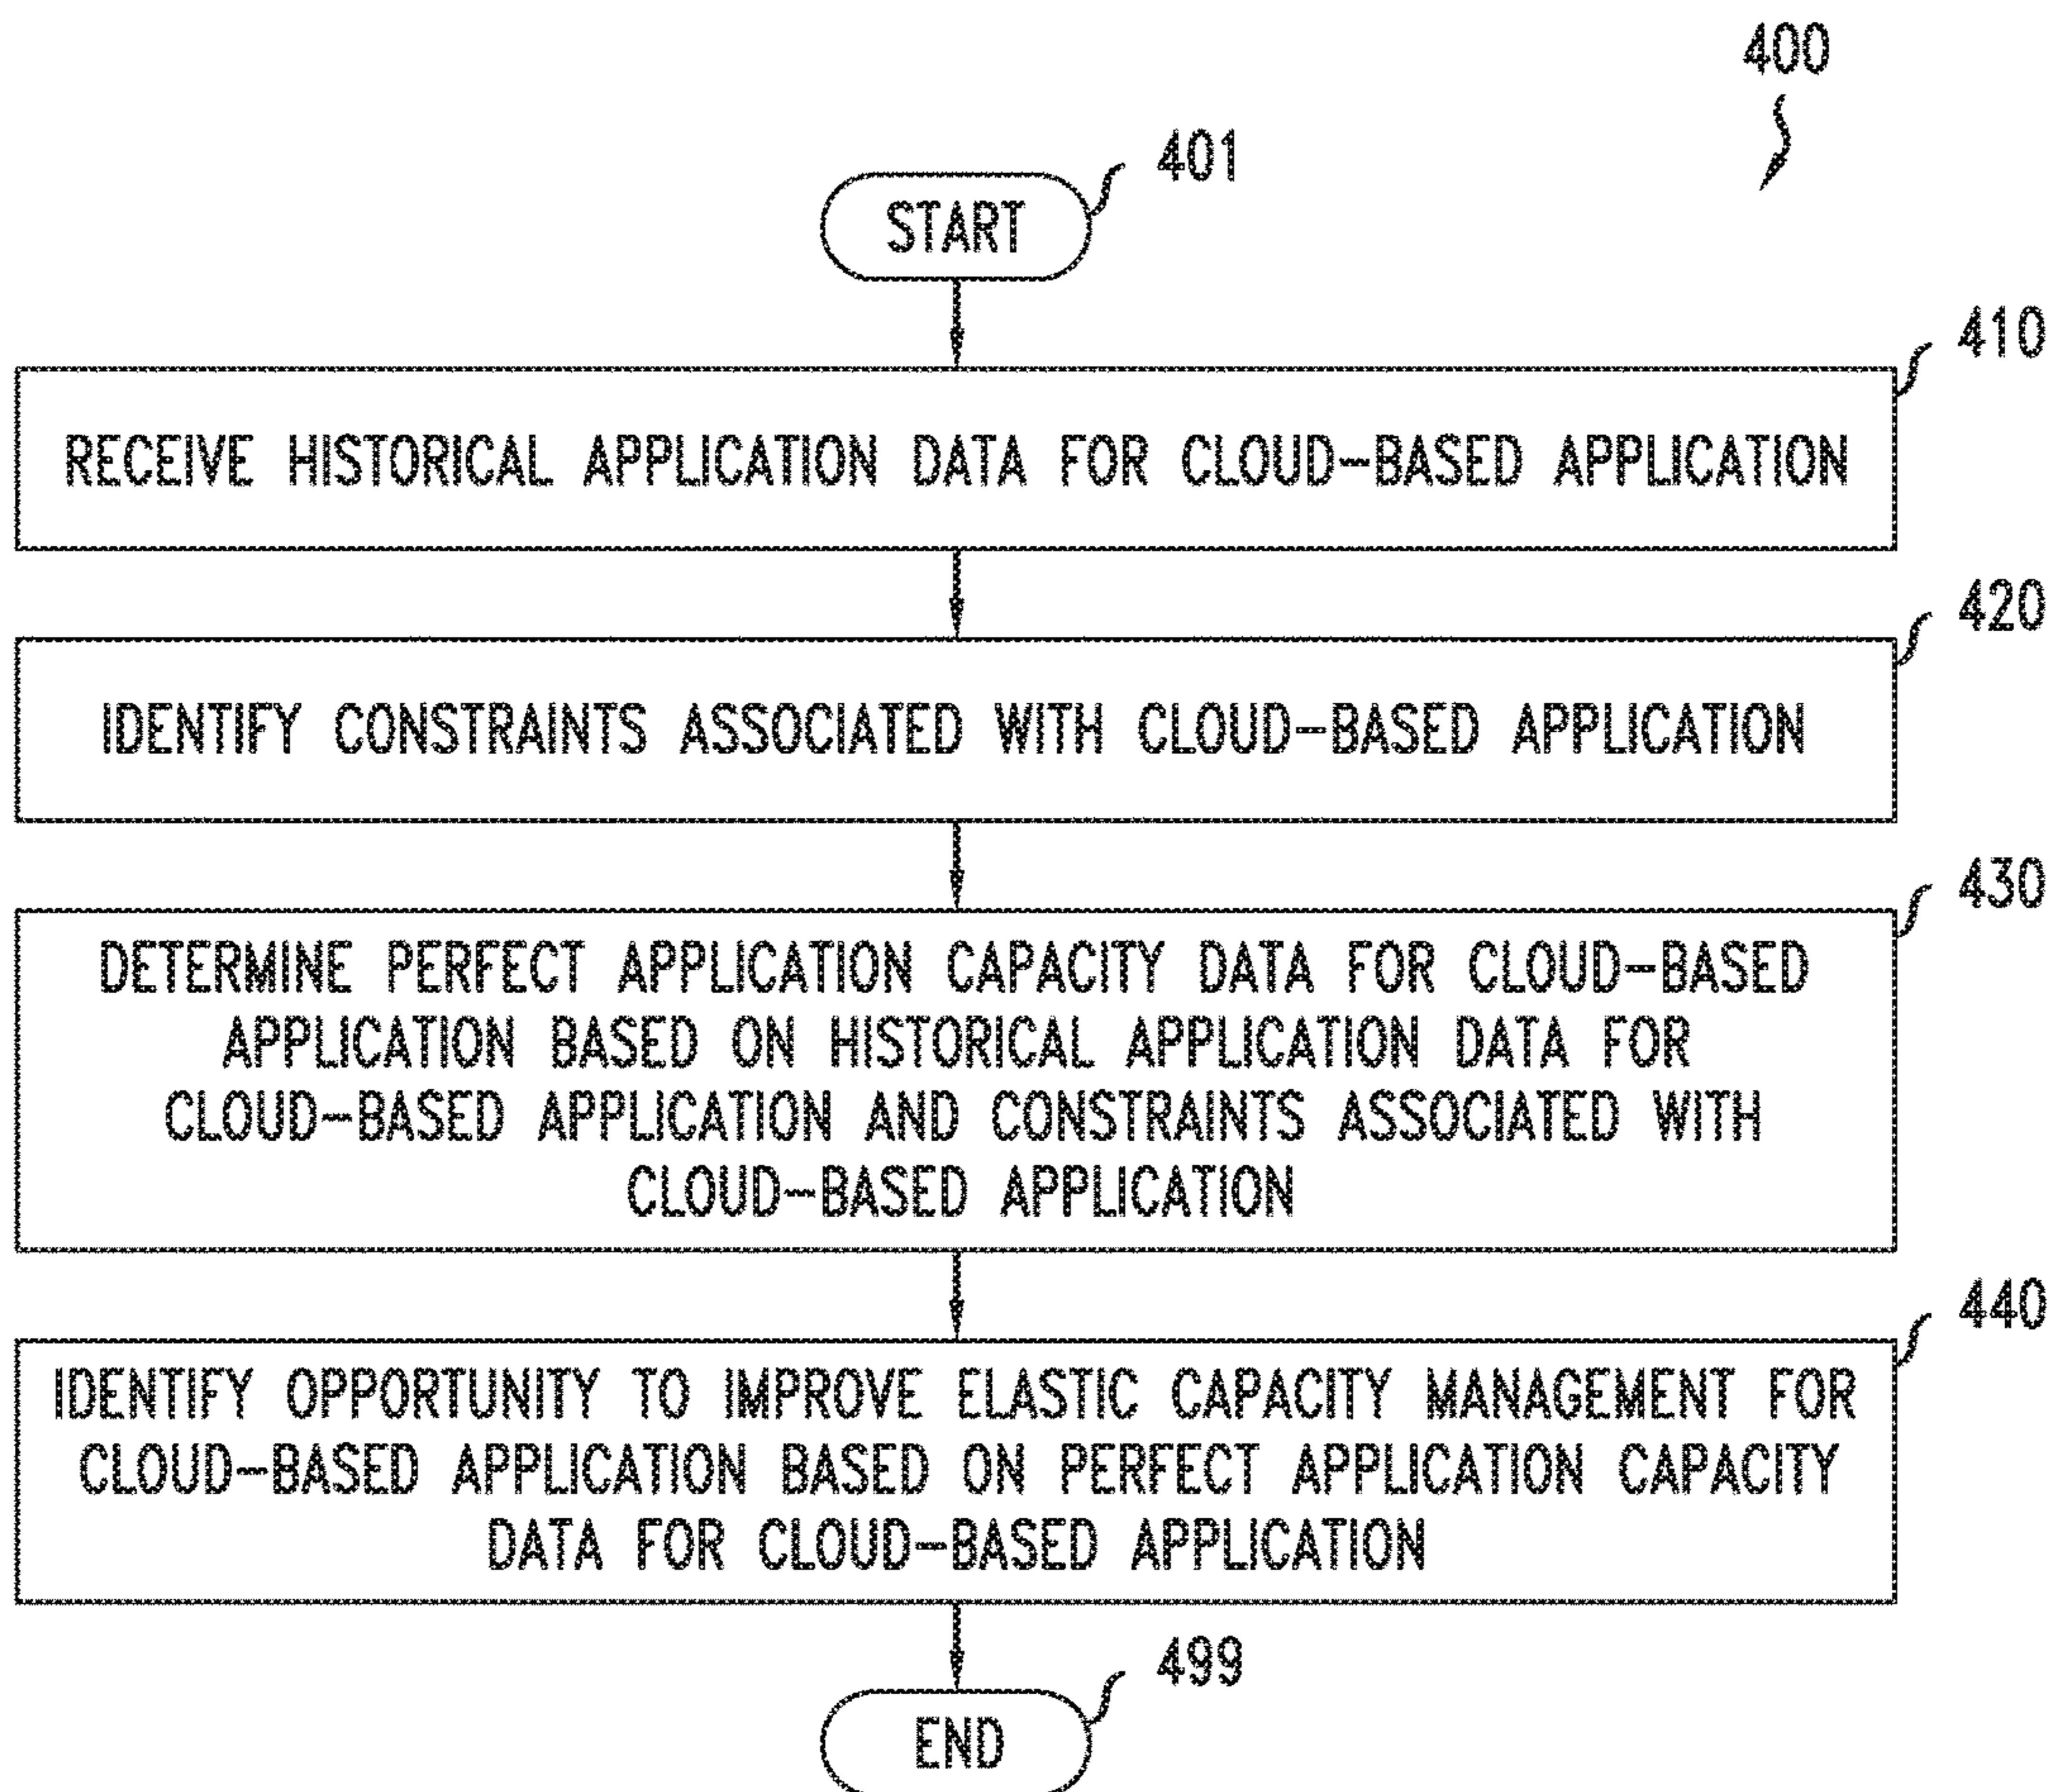 400
401
START
410
RECEIVE HISTORICAL APPLICATION DATA FOR CLOUD-BASED APPLICATION
420
IDENTIFY CONSTRAINTS ASSOCIATED WITH CLOUD-BASED APPLICATION
430
DETERMINE PERFECT APPLICATION CAPACITY DATA FOR CLOUD-BASED
APPLICATION BASED ON HISTORICAL APPLICATION DATA FOR
CLOUD-BASED APPLICATION AND CONSTRAINTS ASSOCIATED WITH
CLOUD-BASED APPLICATION
440
IDENTIFY OPPORTUNITY TO IMPROVE ELASTIC CAPACITY MANAGEMENT FOR
CLOUD-BASED APPLICATION BASED ON PERFECT APPLICATION CAPACITY
DATA FOR CLOUD-BASED APPLICATION
499
END